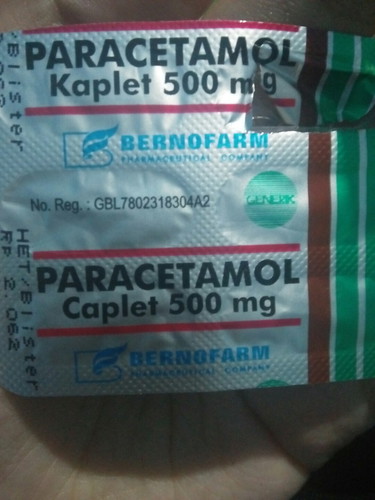 PARACETAMOL
Kaplet 500 mg
BERNOFARM
PHARMACEUTICAL COMPANY
No. Reg. : GBL7802318304A2
GENERIK
PARACETAMOL
Caplet 500 mg
BERNOFARM
PHARMACEUTICAL COMPANY
HET/Blister
RP 2.062
/Blister